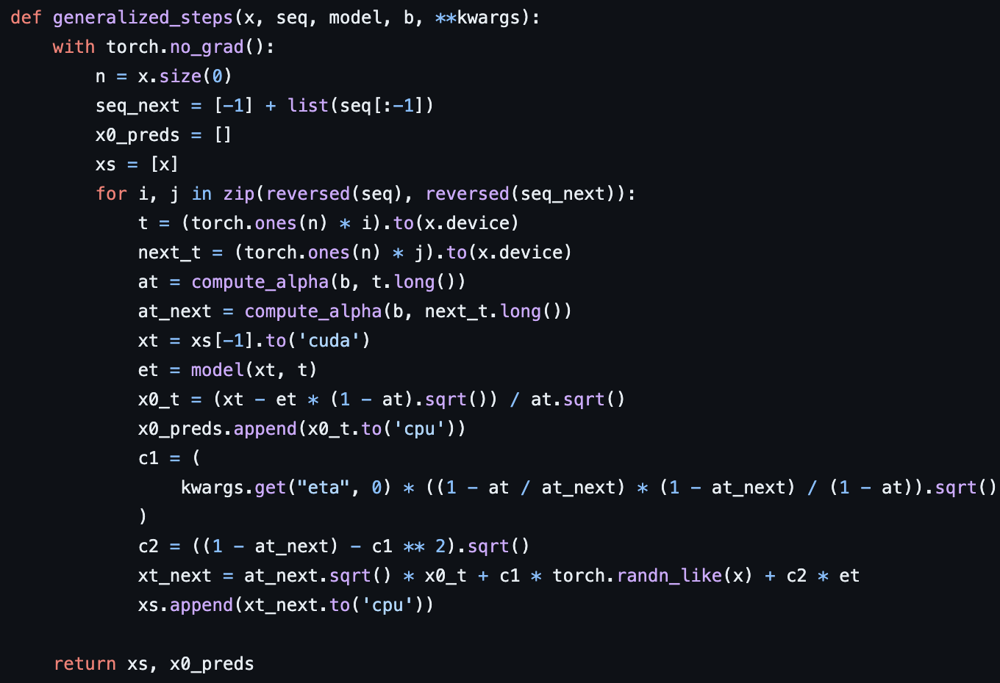 def generalized_steps(x, seq, model, b, **kwargs):
    with torch.no_grad():
        n = x.size(0)
        seq_next = [-1] + list(seq[:-1])
        x0_preds = []
        xs = [x]
        for i, j in zip(reversed(seq), reversed(seq_next)):
            t = (torch.ones(n) * i).to(x.device)
            next_t = (torch.ones(n) * j).to(x.device)
            at = compute_alpha(b, t.long())
            at_next = compute_alpha(b, next_t.long())
            xt = xs[-1].to('cuda')
            et = model(xt, t)
            x0_t = (xt - et * (1 - at).sqrt()) / at.sqrt()
            x0_preds.append(x0_t.to('cpu'))
            c1 = (
                kwargs.get("eta", 0) * ((1 - at / at_next) * (1 - at_next) / (1 - at)).sqrt()
            )
            c2 = ((1 - at_next) - c1 ** 2).sqrt()
            xt_next = at_next.sqrt() * x0_t + c1 * torch.randn_like(x) + c2 * et
            xs.append(xt_next.to('cpu'))

    return xs, x0_preds